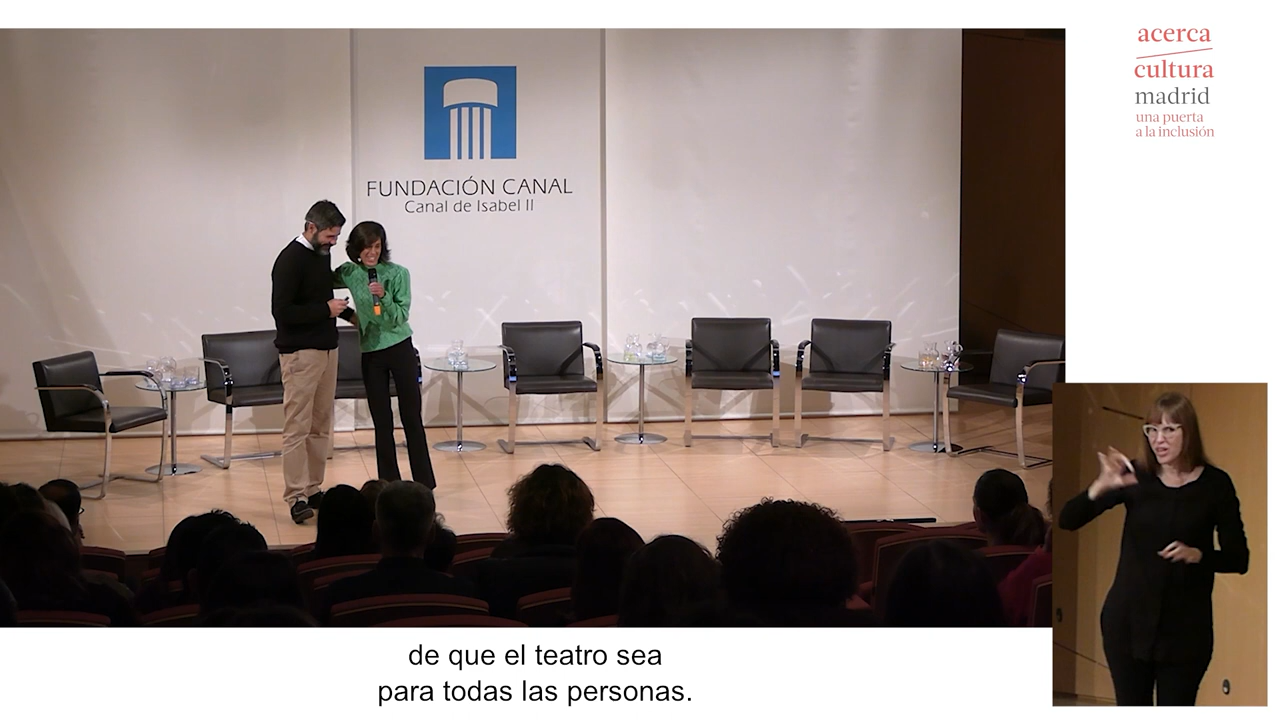 acerca
cultura
madrid
una puerta
a la inclusión
FUNDACIÓN CANAL
Canal de Isabel II
de que el teatro sea
para todas las personas.